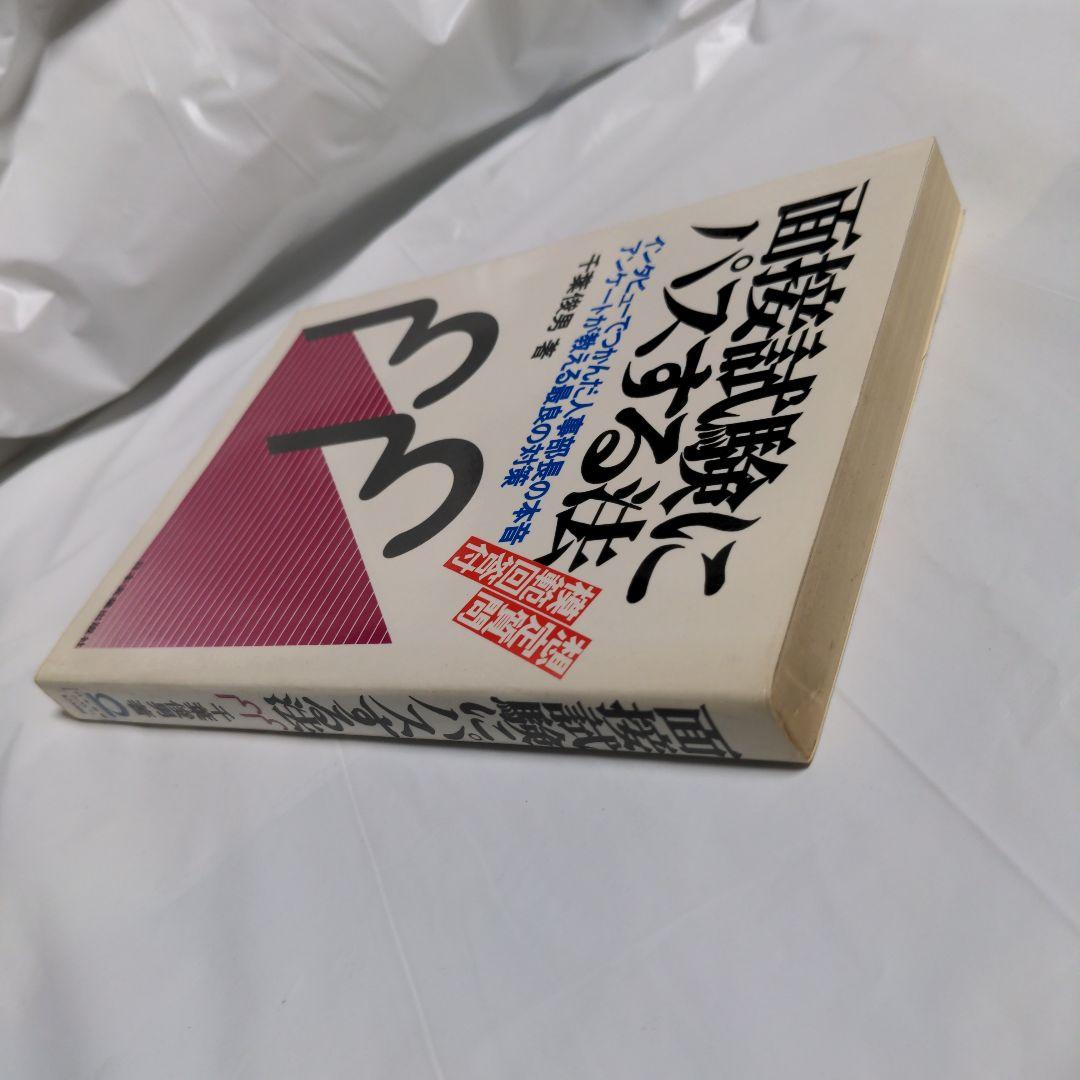 面接試験に
パスする法
インタビューでつかんだ人事部長の本音
アンケートが教える最良の対策
千葉俊男 著
想定質問
模範回答付
面接試験にパスする法
千葉俊男 著